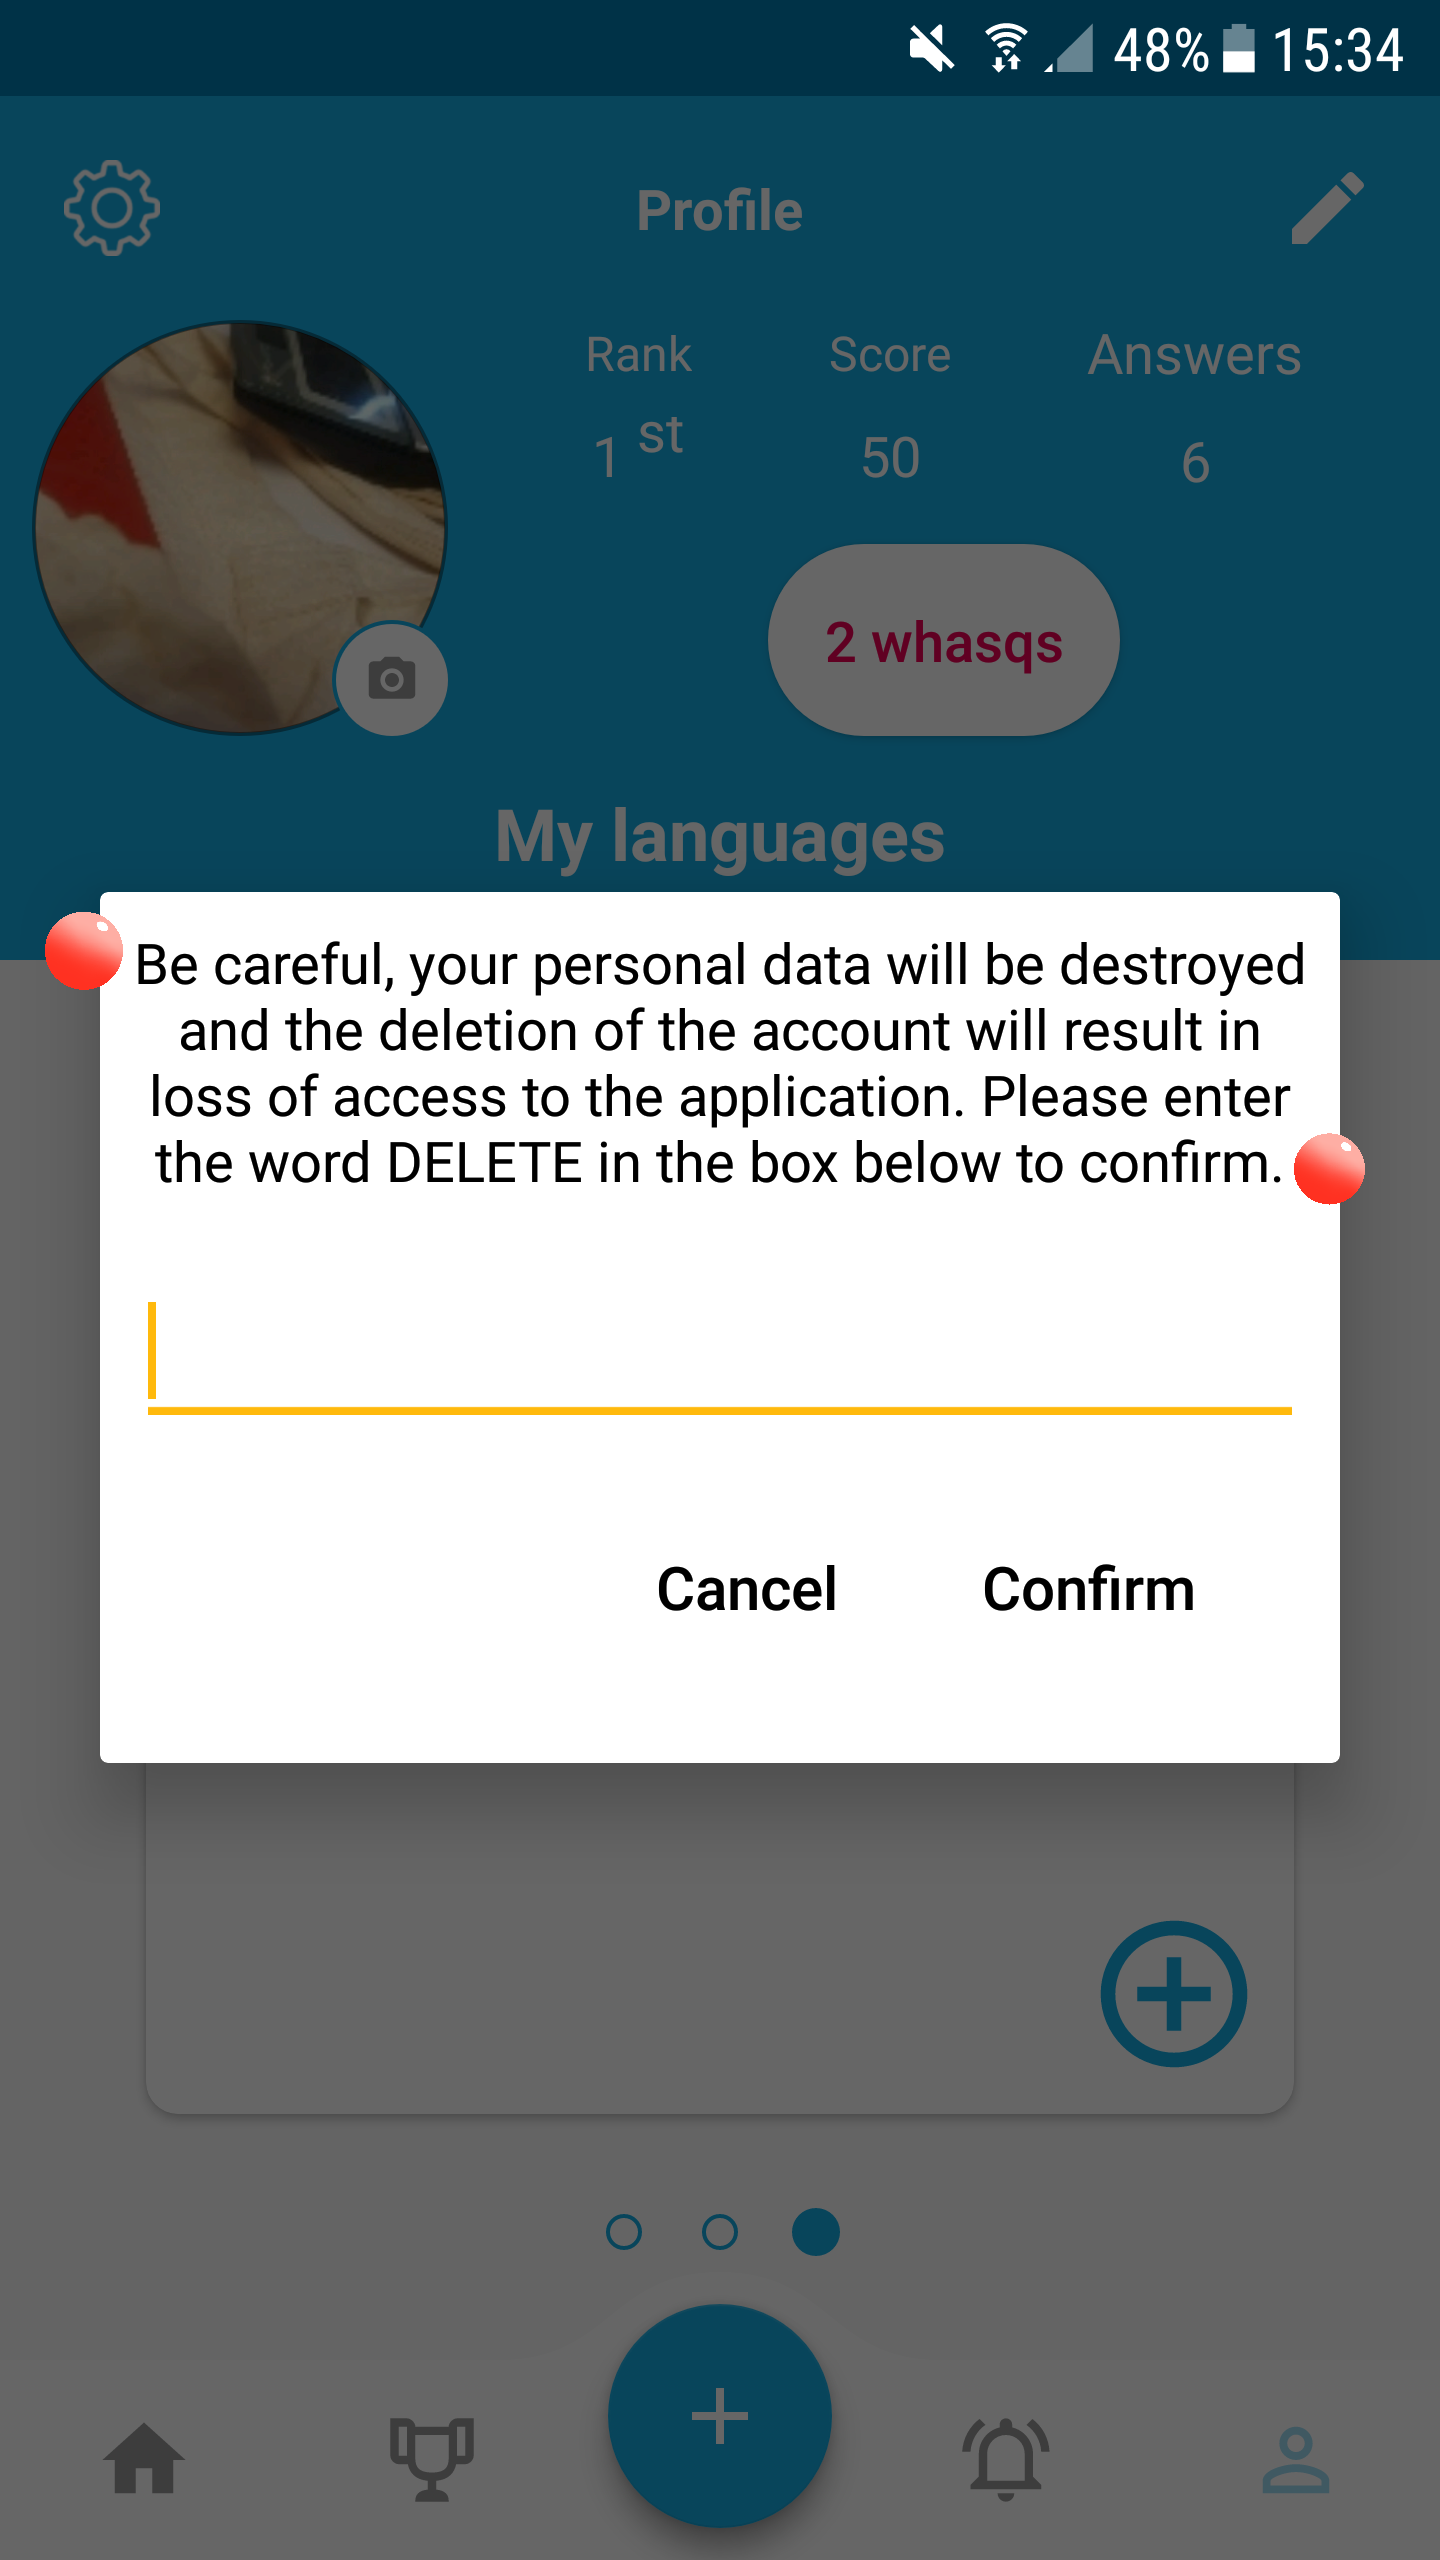 48% 15:34
Profile
Rank Score Answers
1 st 50 6
2 whasqs
My languages
Be careful, your personal data will be destroyed
and the deletion of the account will result in
loss of access to the application. Please enter
the word DELETE in the box below to confirm.
Cancel Confirm